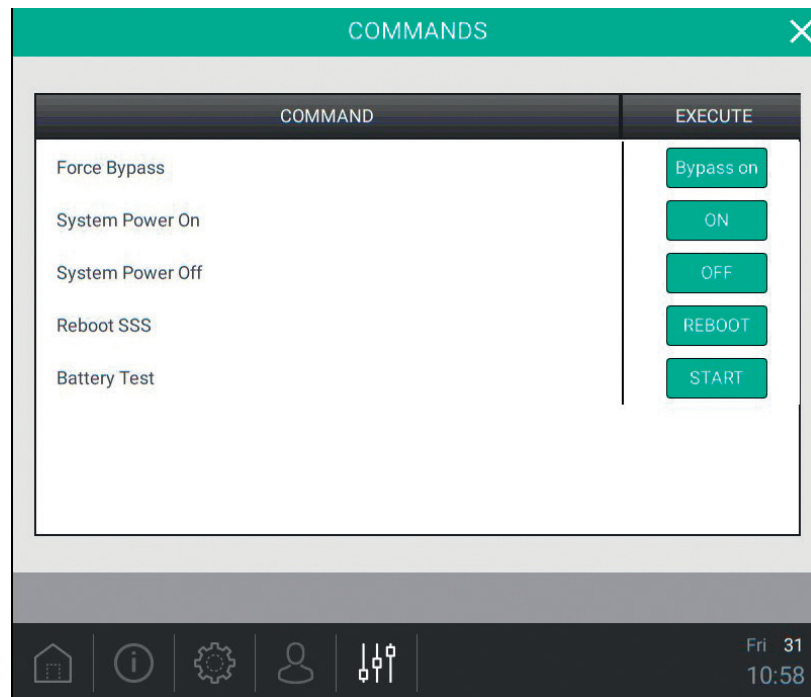 COMMANDS
COMMAND EXECUTE
Force Bypass Bypass on
System Power On ON
System Power Off OFF
Reboot SSS REBOOT
Battery Test START
Fri 31
10:58